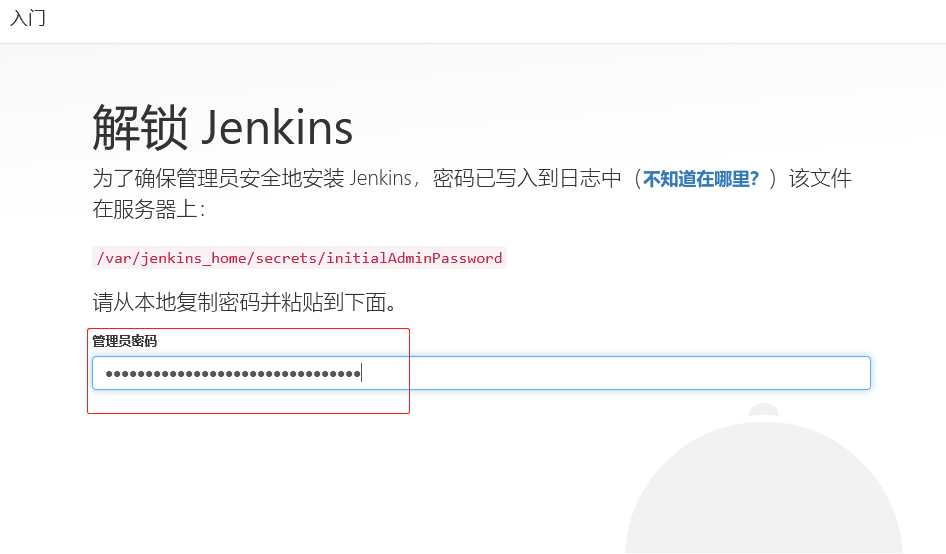 入门
解锁 Jenkins
为了确保管理员安全地安装 Jenkins，密码已写入到日志中（不知道在哪里？）该文件
在服务器上：
/var/jenkins_home/secrets/initialAdminPassword
请从本地复制密码并粘贴到下面。
管理员密码
••••••••••••••••••••••••••••••••